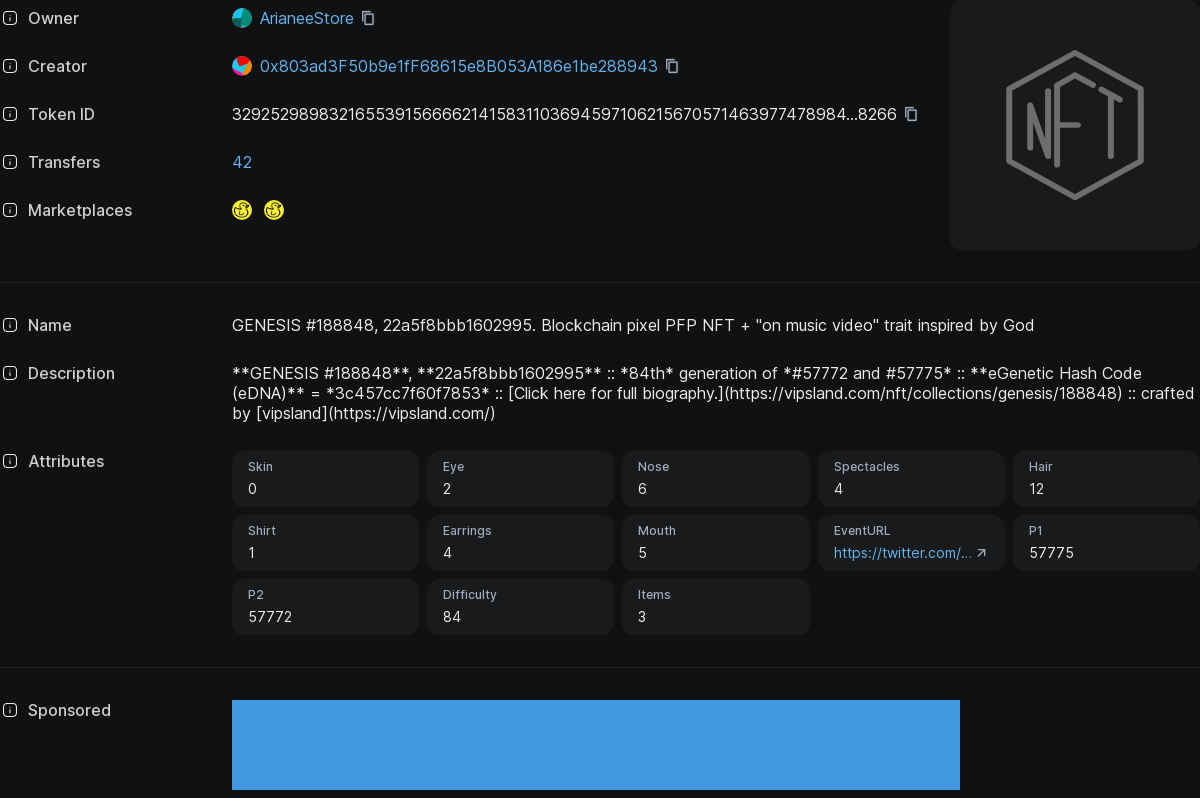 Owner
ArianeeStore
Creator
0x803ad3F50b9e1fF68615e8B053A186e1be288943
Token ID
32925298983216553915666621415831103694597106215670571463977478984...8266
Transfers
42
Marketplaces
NFT
Name
GENESIS #188848, 22a5f8bbb1602995. Blockchain pixel PFP NFT + "on music video" trait inspired by God
Description
**GENESIS #188848**, **22a5f8bbb1602995** :: *84th* generation of *#57772 and #57775* :: **eGenetic Hash Code
(eDNA)** = *3c457cc7f60f7853* :: [Click here for full biography.](https://vipsland.com/nft/collections/genesis/188848) :: crafted
by [vipsland](https://vipsland.com/)
Attributes
Skin
0
Eye
2
Nose
6
Spectacles
4
Hair
12
Shirt
1
Earrings
4
Mouth
5
EventURL
https://twitter.com/...
P1
57775
P2
57772
Difficulty
84
Items
3
Sponsored